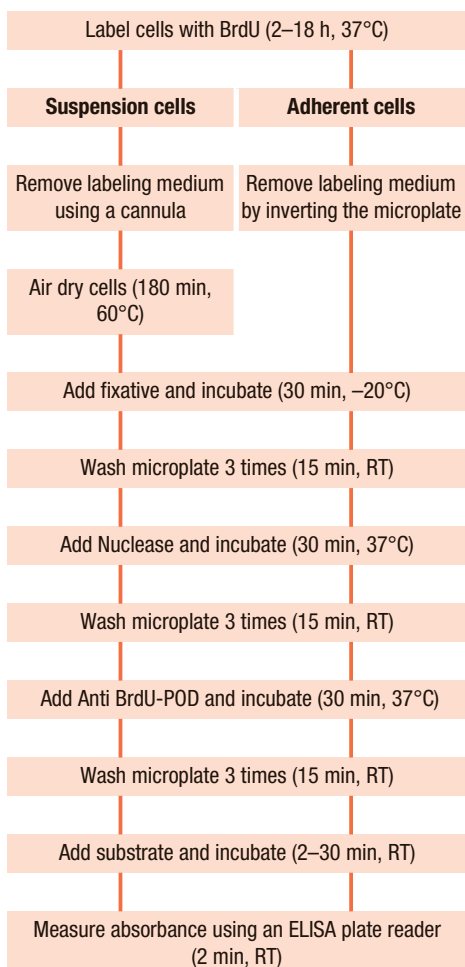 Label cells with BrdU (2–18 h, 37°C)
Suspension cells
Adherent cells
Remove labeling medium
using a cannula
Remove labeling medium
by inverting the microplate
Air dry cells (180 min,
60°C)
Add fixative and incubate (30 min, –20°C)
Wash microplate 3 times (15 min, RT)
Add Nuclease and incubate (30 min, 37°C)
Wash microplate 3 times (15 min, RT)
Add Anti BrdU-POD and incubate (30 min, 37°C)
Wash microplate 3 times (15 min, RT)
Add substrate and incubate (2–30 min, RT)
Measure absorbance using an ELISA plate reader
(2 min, RT)